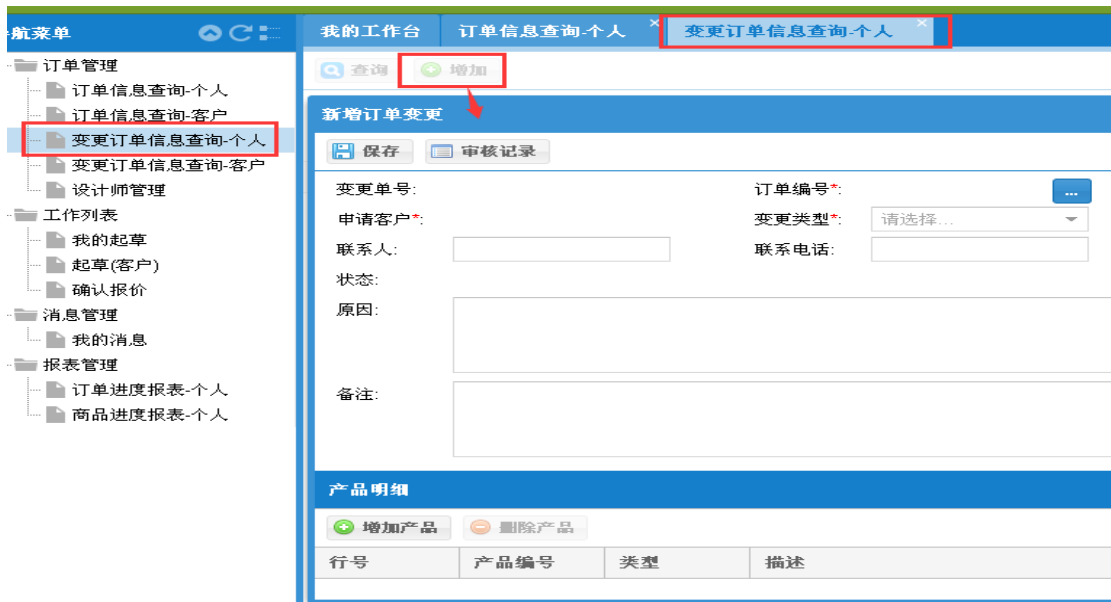 航菜单
订单管理
订单信息查询-个人
订单信息查询-客户
变更订单信息查询-个人
变更订单信息查询-客户
设计师管理
工作列表
我的起草
起草(客户)
确认报价
消息管理
我的消息
报表管理
订单进度报表-个人
商品进度报表-个人
我的工作台 订单信息查询-个人 变更订单信息查询-个人
查询 增加
新增订单变更
保存 审核记录
变更单号: 订单编号*: ...
申请客户*: 变更类型*: 请选择...
联系人: 联系电话:
状态:
原因:
备注:
产品明细
增加产品 删除产品
行号 产品编号 类型 描述